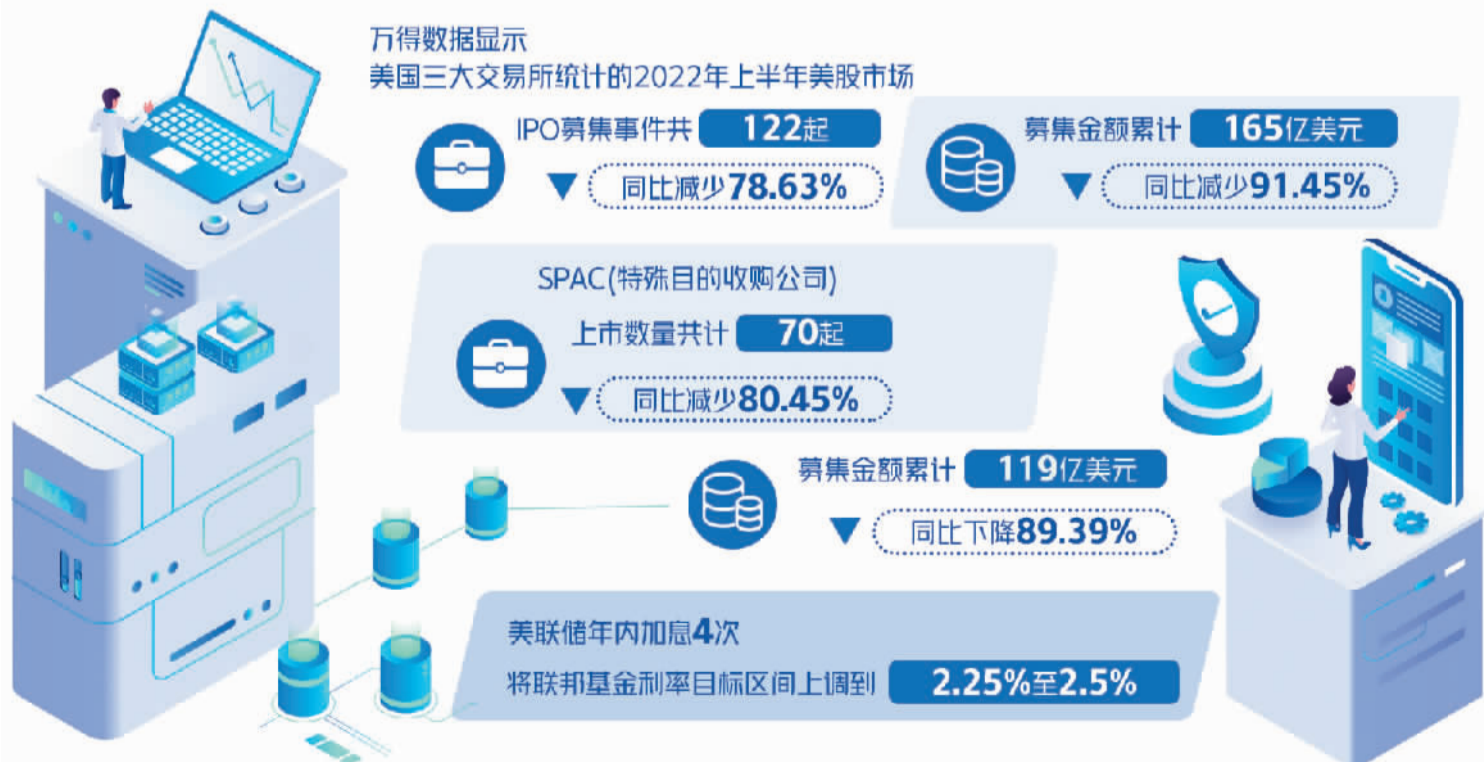 万得数据显示
美国三大交易所统计的2022年上半年美股市场
IPO募集事件共 122起
同比减少78.63%
募集金额累计 165亿美元
同比减少91.45%
SPAC(特殊目的收购公司)
上市数量共计 70起
同比减少80.45%
募集金额累计 119亿美元
同比下降89.39%
美联储年内加息4次
将联邦基金利率目标区间上调到 2.25%至2.5%